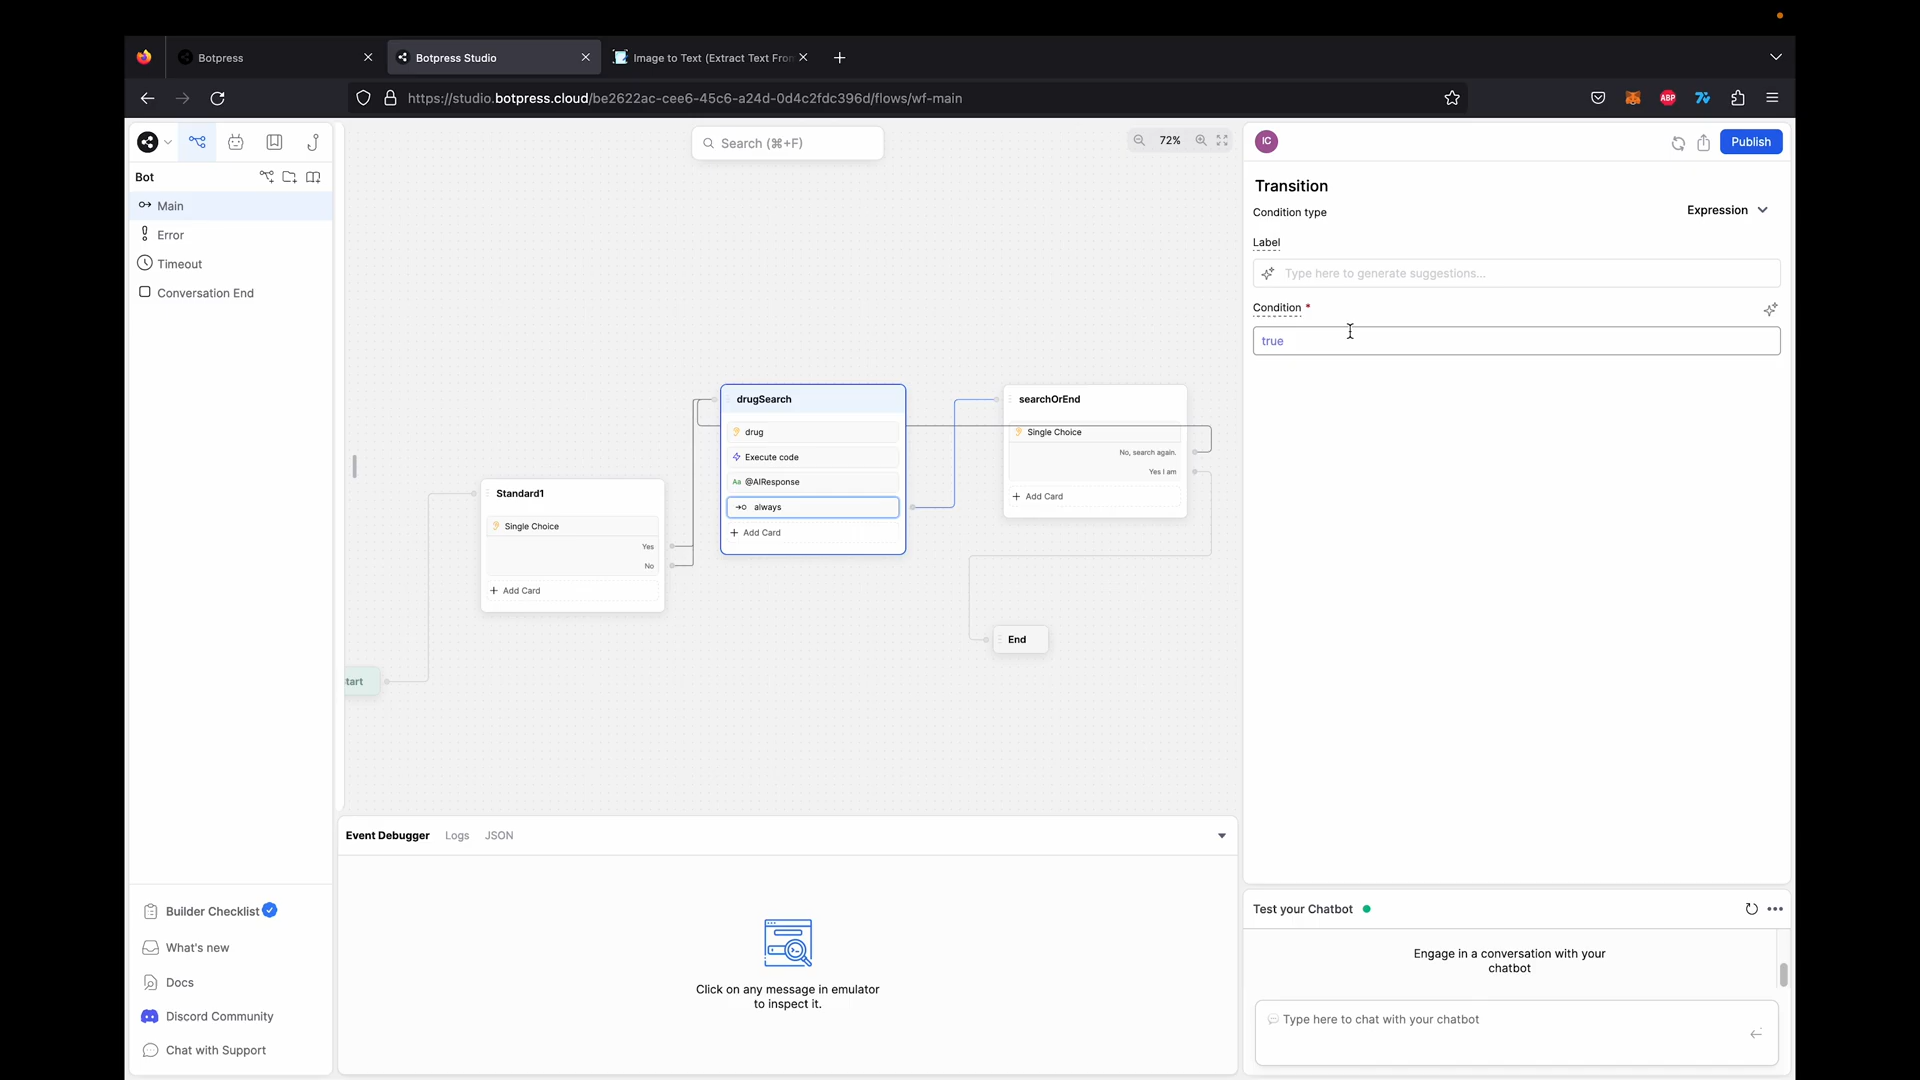 Botpress
Botpress Studio
Image to Text (Extract Text Fron
https://studio.botpress.cloud/be2622ac-cee6-45c6-a24d-0d4c2fdc396d/flows/wf-main
ABP
Search (⌘+F)
72%
IC
Publish
Bot
Main
Error
Timeout
Conversation End
Transition
Condition type
Expression
Label
Type here to generate suggestions...
Condition *
true
drugSearch
drug
Execute code
Aa @AIResponse
always
+ Add Card
searchOrEnd
Single Choice
No, search again.
Yes I am
+ Add Card
Standard1
Single Choice
Yes
No
+ Add Card
End
tart
Event Debugger
Logs
JSON
Click on any message in emulator
to inspect it.
Builder Checklist
What's new
Docs
Discord Community
Chat with Support
Test your Chatbot
Engage in a conversation with your
chatbot
Type here to chat with your chatbot